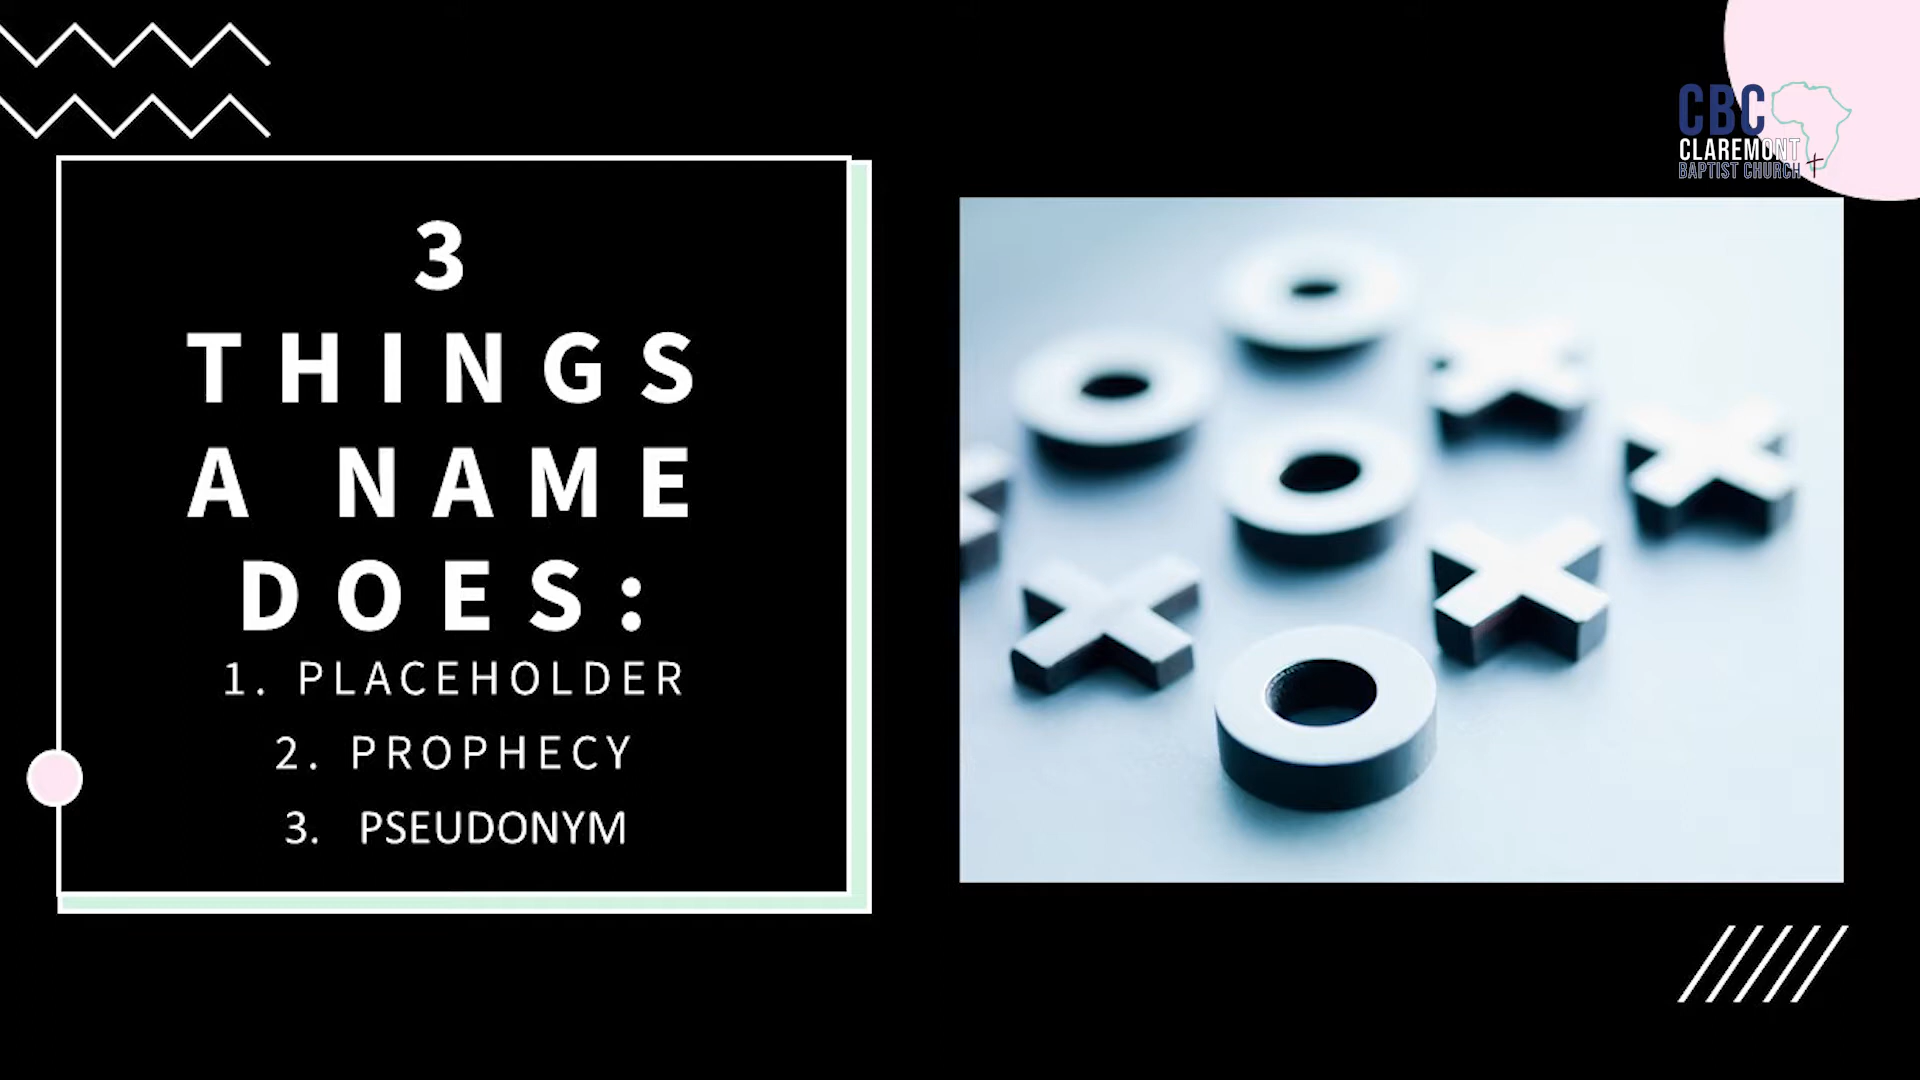 3
THINGS
A NAME
DOES:
1. PLACEHOLDER
2. PROPHECY
3. PSEUDONYM
CBC
CLAREMONT
BAPTIST CHURCH